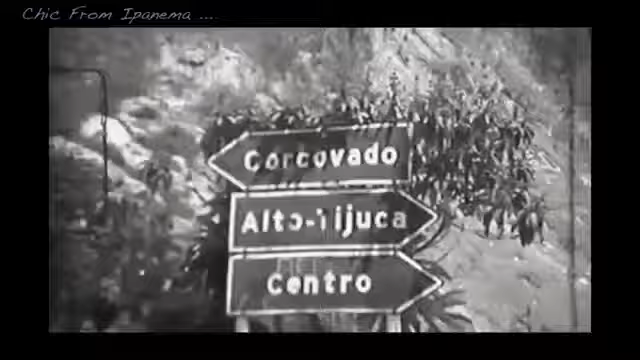 Chic From Ipanema ....
Corcovado
Alto-Tijuca
Centro